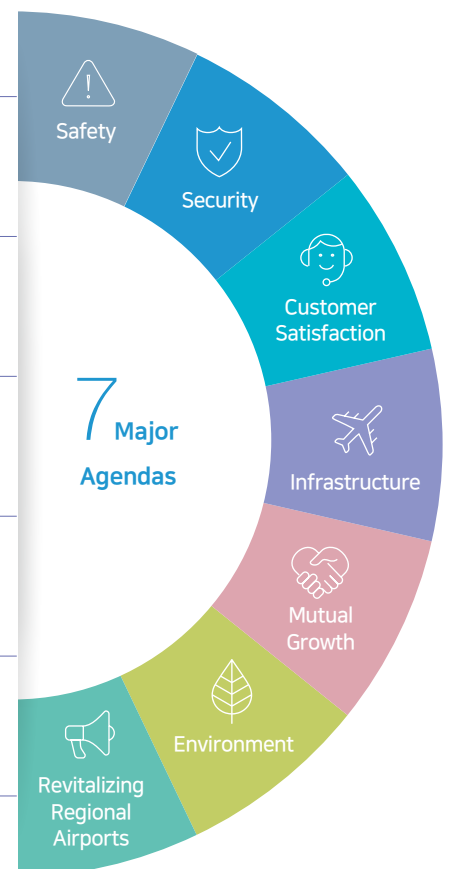 Safety
Security
Customer
Satisfaction
7 Major
Agendas
Infrastructure
Mutual
Growth
Environment
Revitalizing
Regional
Airports